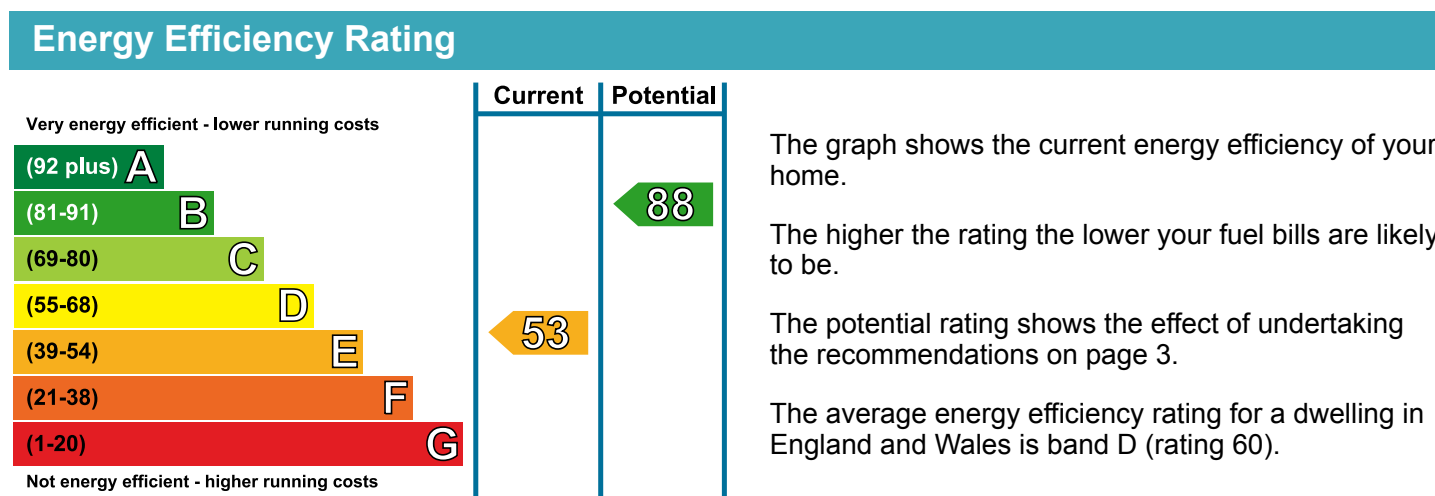 Energy Efficiency Rating
Current Potential
Very energy efficient - lower running costs
(92 plus) A
(81-91) B
88
(69-80) C
(55-68) D
53
(39-54) E
(21-38) F
(1-20) G
Not energy efficient - higher running costs
The graph shows the current energy efficiency of your
home.
The higher the rating the lower your fuel bills are likely
to be.
The potential rating shows the effect of undertaking
the recommendations on page 3.
The average energy efficiency rating for a dwelling in
England and Wales is band D (rating 60).